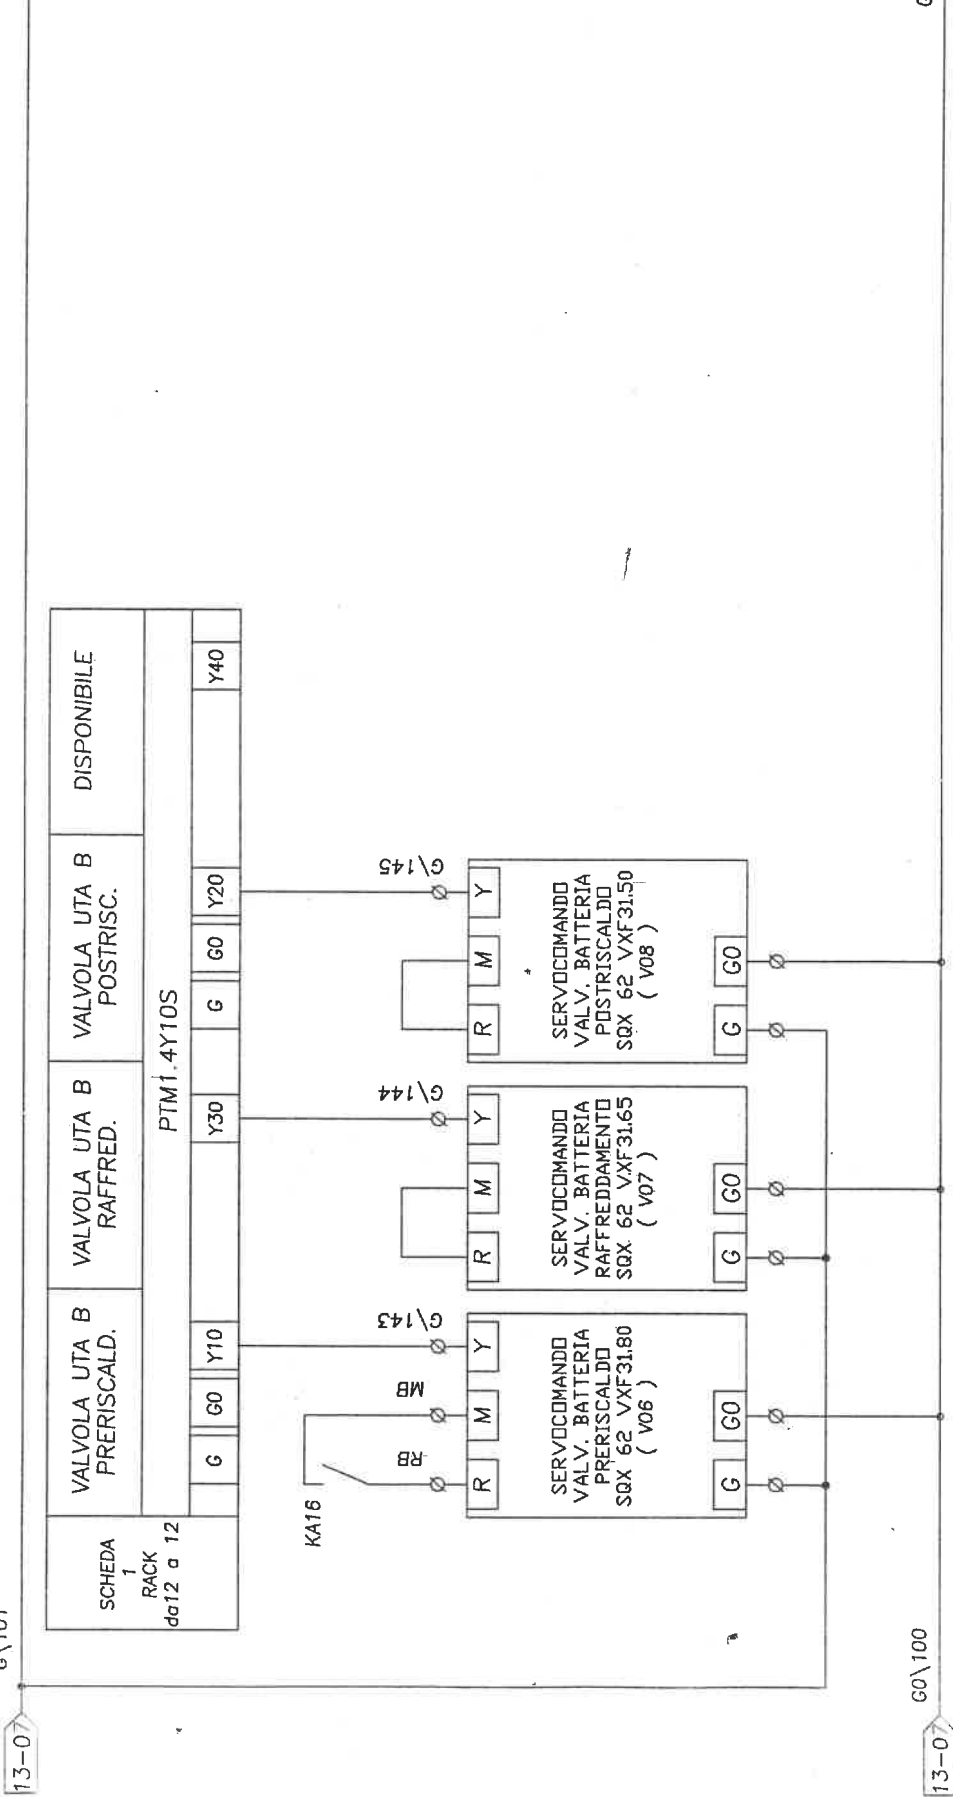 13-07
G\101
SCHEDA
1
RACK
da12 a 12
VALVOLA UTA B
PRERISCALD.
VALVOLA UTA B
RAFFRED.
VALVOLA UTA B
POSTRISC.
DISPONIBILE
PTM1.4Y10S
G
G0
Y10
Y30
G
G0
Y20
Y40
KA16
RB
MB
G\143
G\144
G\145
R
M
Y
SERVOCOMANDO
VALV. BATTERIA
PRERISCALDO
SQX 62 VXF31.80
( V06 )
G
G0
R
M
Y
SERVOCOMANDO
VALV. BATTERIA
RAFFREDDAMENTO
SQX 62 VXF31.65
( V07 )
G
G0
R
M
Y
SERVOCOMANDO
VALV. BATTERIA
POSTRISCALDO
SQX 62 VXF31.50
( V08 )
G
G0
13-07
G0\100